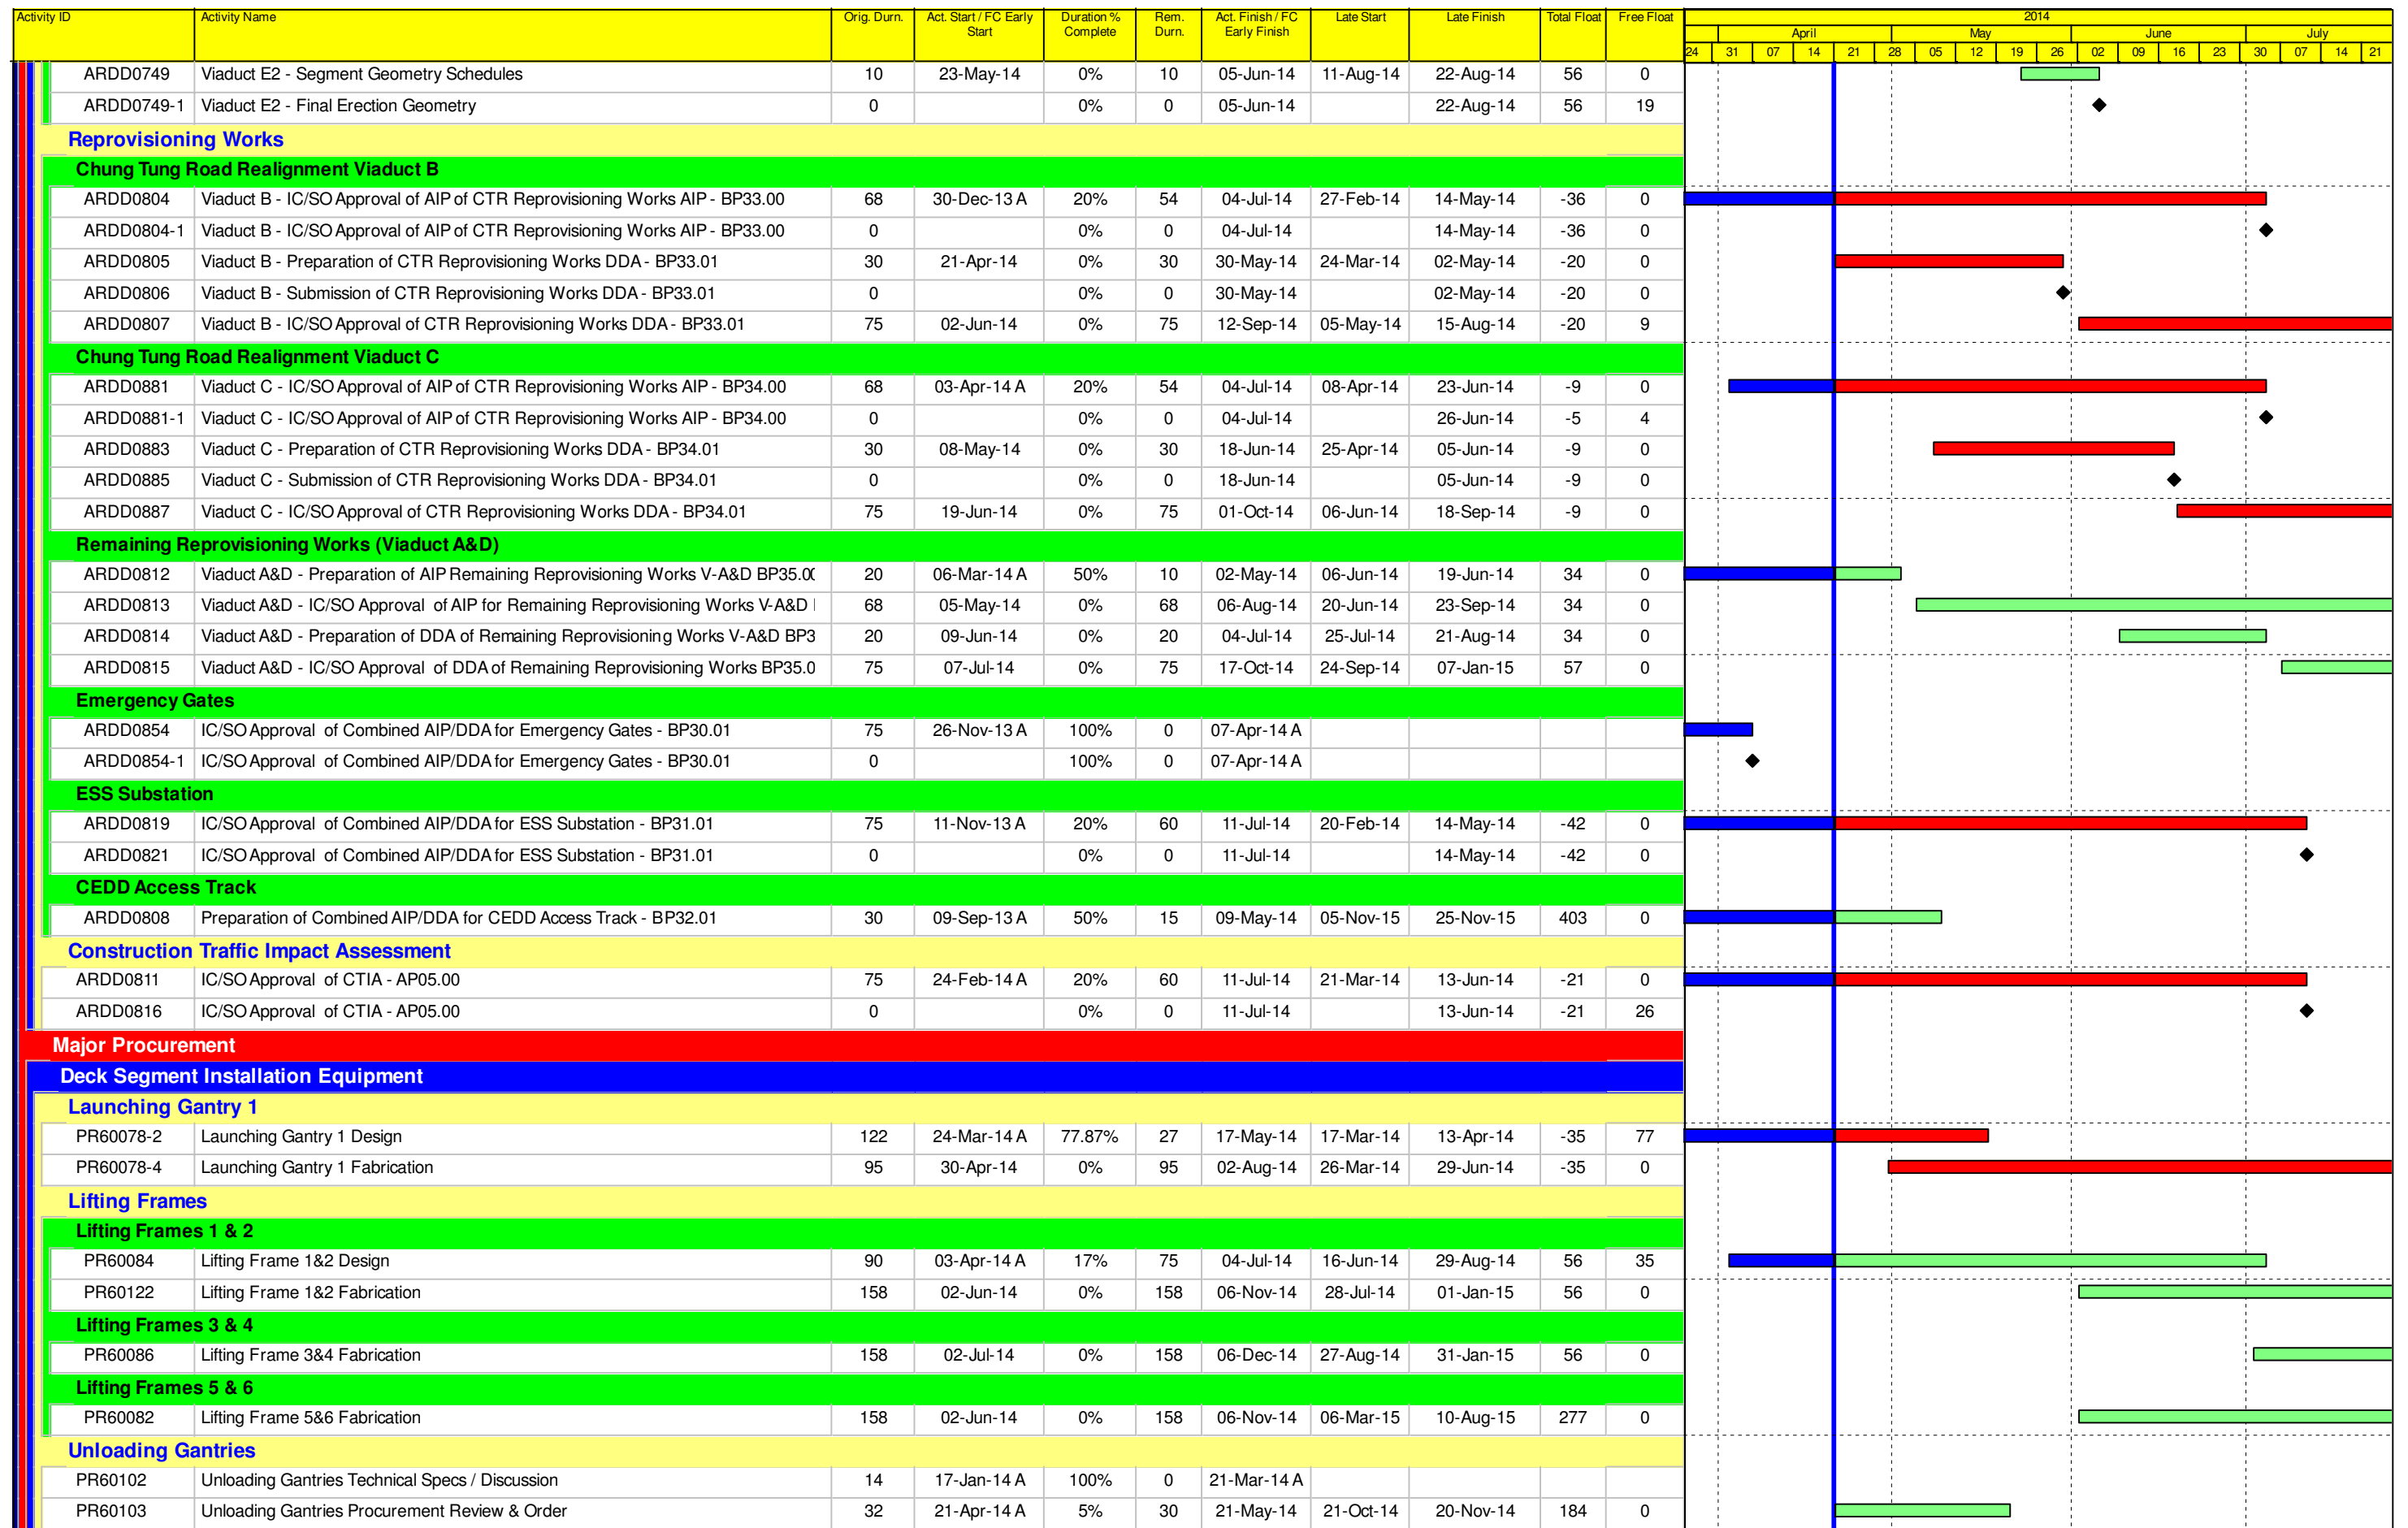 Activity ID Activity Name Orig. Durn. Act. Start / FC Early Start Duration % Complete Rem. Durn. Act. Finish / FC Early Finish Late Start Late Finish Total Float Free Float 2014
April May June July
24 31 07 14 21 28 05 12 19 26 02 09 16 23 30 07 14 21
ARDD0749 Viaduct E2 - Segment Geometry Schedules 10 23-May-14 0% 10 05-Jun-14 11-Aug-14 22-Aug-14 56 0
ARDD0749-1 Viaduct E2 - Final Erection Geometry 0 0% 0 05-Jun-14 22-Aug-14 56 19
Reprovisioning Works
Chung Tung Road Realignment Viaduct B
ARDD0804 Viaduct B - IC/SO Approval of AIP of CTR Reprovisioning Works AIP - BP33.00 68 30-Dec-13 A 20% 54 04-Jul-14 27-Feb-14 14-May-14 -36 0
ARDD0804-1 Viaduct B - IC/SO Approval of AIP of CTR Reprovisioning Works AIP - BP33.00 0 0% 0 04-Jul-14 14-May-14 -36 0
ARDD0805 Viaduct B - Preparation of CTR Reprovisioning Works DDA - BP33.01 30 21-Apr-14 0% 30 30-May-14 24-Mar-14 02-May-14 -20 0
ARDD0806 Viaduct B - Submission of CTR Reprovisioning Works DDA - BP33.01 0 0% 0 30-May-14 02-May-14 -20 0
ARDD0807 Viaduct B - IC/SO Approval of CTR Reprovisioning Works DDA - BP33.01 75 02-Jun-14 0% 75 12-Sep-14 05-May-14 15-Aug-14 -20 9
Chung Tung Road Realignment Viaduct C
ARDD0881 Viaduct C - IC/SO Approval of AIP of CTR Reprovisioning Works AIP - BP34.00 68 03-Apr-14 A 20% 54 04-Jul-14 08-Apr-14 23-Jun-14 -9 0
ARDD0881-1 Viaduct C - IC/SO Approval of AIP of CTR Reprovisioning Works AIP - BP34.00 0 0% 0 04-Jul-14 26-Jun-14 -5 4
ARDD0883 Viaduct C - Preparation of CTR Reprovisioning Works DDA - BP34.01 30 08-May-14 0% 30 18-Jun-14 25-Apr-14 05-Jun-14 -9 0
ARDD0885 Viaduct C - Submission of CTR Reprovisioning Works DDA - BP34.01 0 0% 0 18-Jun-14 05-Jun-14 -9 0
ARDD0887 Viaduct C - IC/SO Approval of CTR Reprovisioning Works DDA - BP34.01 75 19-Jun-14 0% 75 01-Oct-14 06-Jun-14 18-Sep-14 -9 0
Remaining Reprovisioning Works (Viaduct A&D)
ARDD0812 Viaduct A&D - Preparation of AIP Remaining Reprovisioning Works V-A&D BP35.00 20 06-Mar-14 A 50% 10 02-May-14 06-Jun-14 19-Jun-14 34 0
ARDD0813 Viaduct A&D - IC/SO Approval of AIP for Remaining Reprovisioning Works V-A&D 68 05-May-14 0% 68 06-Aug-14 20-Jun-14 23-Sep-14 34 0
ARDD0814 Viaduct A&D - Preparation of DDA of Remaining Reprovisioning Works V-A&D BP3 20 09-Jun-14 0% 20 04-Jul-14 25-Jul-14 21-Aug-14 34 0
ARDD0815 Viaduct A&D - IC/SO Approval of DDA of Remaining Reprovisioning Works BP35.0 75 07-Jul-14 0% 75 17-Oct-14 24-Sep-14 07-Jan-15 57 0
Emergency Gates
ARDD0854 IC/SO Approval of Combined AIP/DDA for Emergency Gates - BP30.01 75 26-Nov-13 A 100% 0 07-Apr-14 A
ARDD0854-1 IC/SO Approval of Combined AIP/DDA for Emergency Gates - BP30.01 0 100% 0 07-Apr-14 A
ESS Substation
ARDD0819 IC/SO Approval of Combined AIP/DDA for ESS Substation - BP31.01 75 11-Nov-13 A 20% 60 11-Jul-14 20-Feb-14 14-May-14 -42 0
ARDD0821 IC/SO Approval of Combined AIP/DDA for ESS Substation - BP31.01 0 0% 0 11-Jul-14 14-May-14 -42 0
CEDD Access Track
ARDD0808 Preparation of Combined AIP/DDA for CEDD Access Track - BP32.01 30 09-Sep-13 A 50% 15 09-May-14 05-Nov-15 25-Nov-15 403 0
Construction Traffic Impact Assessment
ARDD0811 IC/SO Approval of CTIA - AP05.00 75 24-Feb-14 A 20% 60 11-Jul-14 21-Mar-14 13-Jun-14 -21 0
ARDD0816 IC/SO Approval of CTIA - AP05.00 0 0% 0 11-Jul-14 13-Jun-14 -21 26
Major Procurement
Deck Segment Installation Equipment
Launching Gantry 1
PR60078-2 Launching Gantry 1 Design 122 24-Mar-14 A 77.87% 27 17-May-14 17-Mar-14 13-Apr-14 -35 77
PR60078-4 Launching Gantry 1 Fabrication 95 30-Apr-14 0% 95 02-Aug-14 26-Mar-14 29-Jun-14 -35 0
Lifting Frames
Lifting Frames 1 & 2
PR60084 Lifting Frame 1&2 Design 90 03-Apr-14 A 17% 75 04-Jul-14 16-Jun-14 29-Aug-14 56 35
PR60122 Lifting Frame 1&2 Fabrication 158 02-Jun-14 0% 158 06-Nov-14 28-Jul-14 01-Jan-15 56 0
Lifting Frames 3 & 4
PR60086 Lifting Frame 3&4 Fabrication 158 02-Jul-14 0% 158 06-Dec-14 27-Aug-14 31-Jan-15 56 0
Lifting Frames 5 & 6
PR60082 Lifting Frame 5&6 Fabrication 158 02-Jun-14 0% 158 06-Nov-14 06-Mar-15 10-Aug-15 277 0
Unloading Gantries
PR60102 Unloading Gantries Technical Specs / Discussion 14 17-Jan-14 A 100% 0 21-Mar-14 A
PR60103 Unloading Gantries Procurement Review & Order 32 21-Apr-14 A 5% 30 21-May-14 21-Oct-14 20-Nov-14 184 0